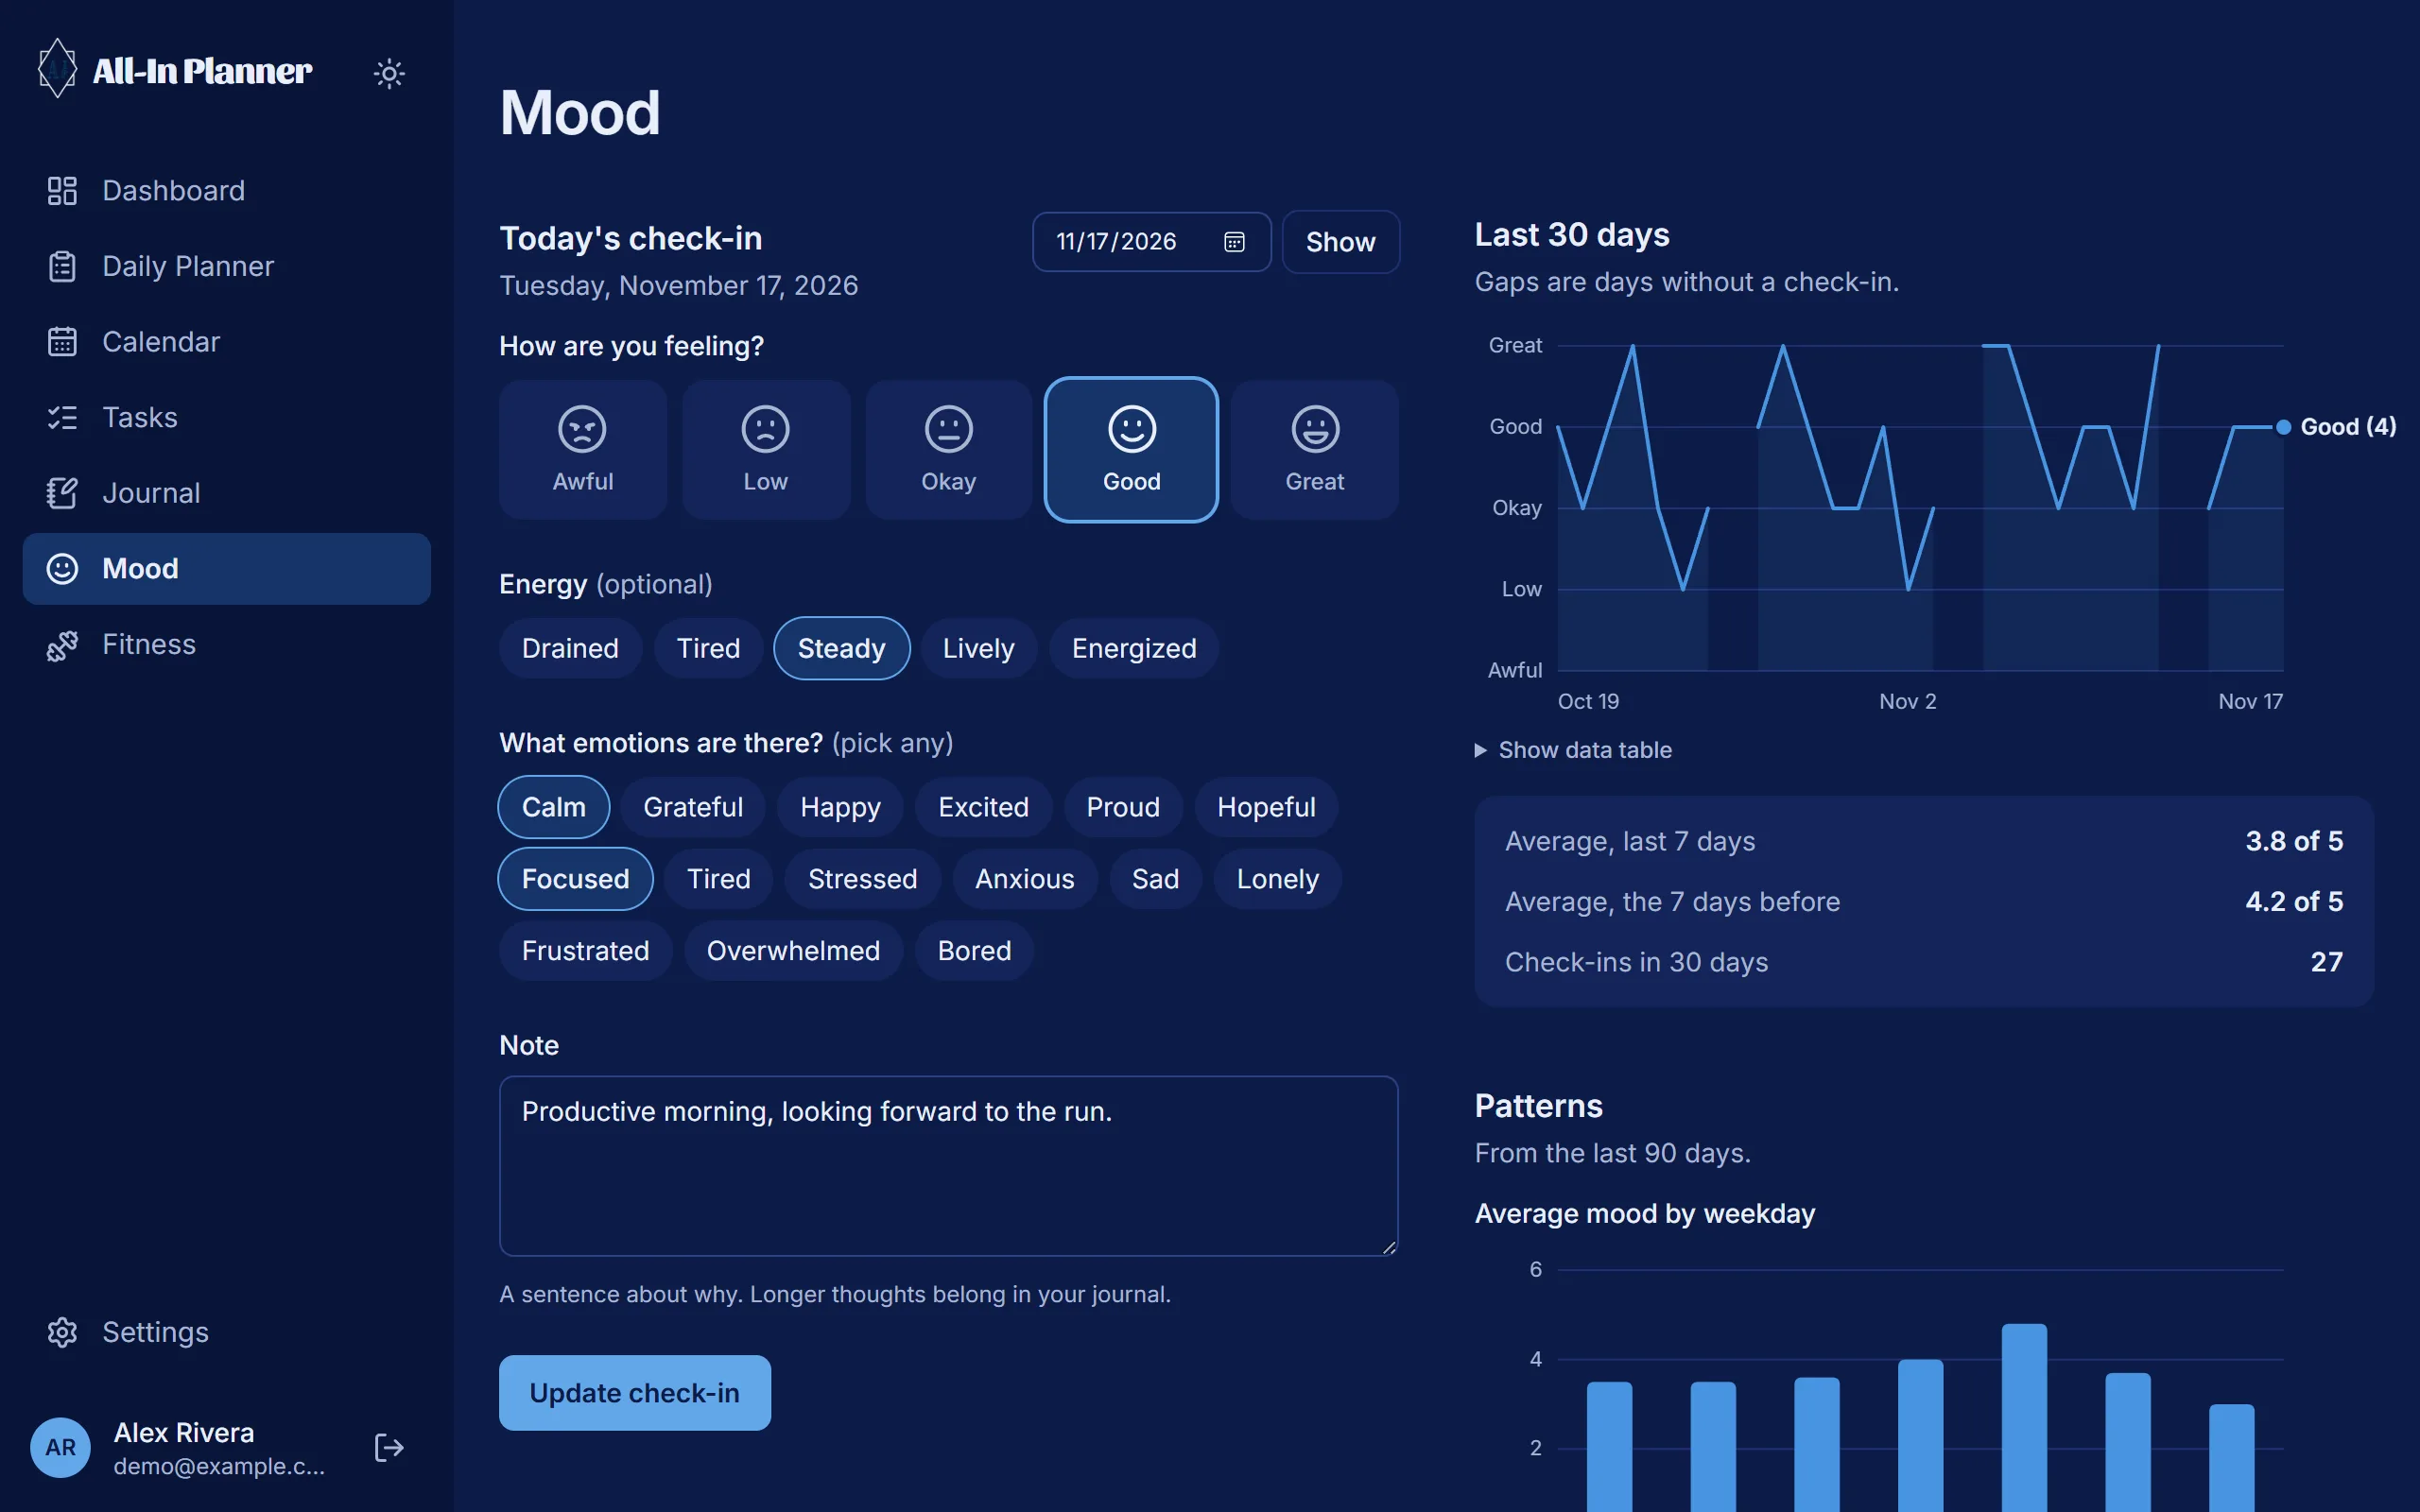 All-In Planner
Dashboard
Daily Planner
Calendar
Tasks
Journal
Mood
Fitness
Settings
AR
Alex Rivera
demo@example.c...
Mood
Today's check-in
Tuesday, November 17, 2026
11/17/2026
Show
How are you feeling?
Awful
Low
Okay
Good
Great
Energy (optional)
Drained
Tired
Steady
Lively
Energized
What emotions are there? (pick any)
Calm
Grateful
Happy
Excited
Proud
Hopeful
Focused
Tired
Stressed
Anxious
Sad
Lonely
Frustrated
Overwhelmed
Bored
Note
Productive morning, looking forward to the run.
A sentence about why. Longer thoughts belong in your journal.
Update check-in
Last 30 days
Gaps are days without a check-in.
Great
Good
Okay
Low
Awful
Good (4)
Oct 19
Nov 2
Nov 17
Show data table
Average, last 7 days 3.8 of 5
Average, the 7 days before 4.2 of 5
Check-ins in 30 days 27
Patterns
From the last 90 days.
Average mood by weekday
6
4
2